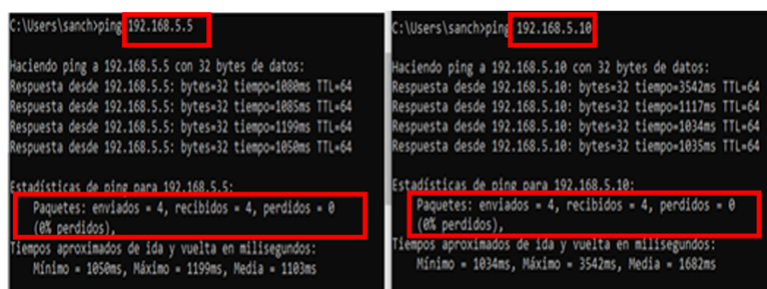 C:\Users\sanch>ping 192.168.5.5
Haciendo ping a 192.168.5.5 con 32 bytes de datos:
Respuesta desde 192.168.5.5: bytes=32 tiempo=1080ms TTL=64
Respuesta desde 192.168.5.5: bytes=32 tiempo=1085ms TTL=64
Respuesta desde 192.168.5.5: bytes=32 tiempo=1199ms TTL=64
Respuesta desde 192.168.5.5: bytes=32 tiempo=1050ms TTL=64
Estadísticas de ping para 192.168.5.5:
Paquetes: enviados = 4, recibidos = 4, perdidos = 0
(0% perdidos),
Tiempos aproximados de ida y vuelta en milisegundos:
Mínimo = 1050ms, Máximo = 1199ms, Media = 1103ms
C:\Users\sanch>ping 192.168.5.10
Haciendo ping a 192.168.5.10 con 32 bytes de datos:
Respuesta desde 192.168.5.10: bytes=32 tiempo=3542ms TTL=64
Respuesta desde 192.168.5.10: bytes=32 tiempo=1117ms TTL=64
Respuesta desde 192.168.5.10: bytes=32 tiempo=1034ms TTL=64
Respuesta desde 192.168.5.10: bytes=32 tiempo=1035ms TTL=64
Estadísticas de ping para 192.168.5.10:
Paquetes: enviados = 4, recibidos = 4, perdidos = 0
(0% perdidos),
Tiempos aproximados de ida y vuelta en milisegundos:
Mínimo = 1034ms, Máximo = 3542ms, Media = 1682ms